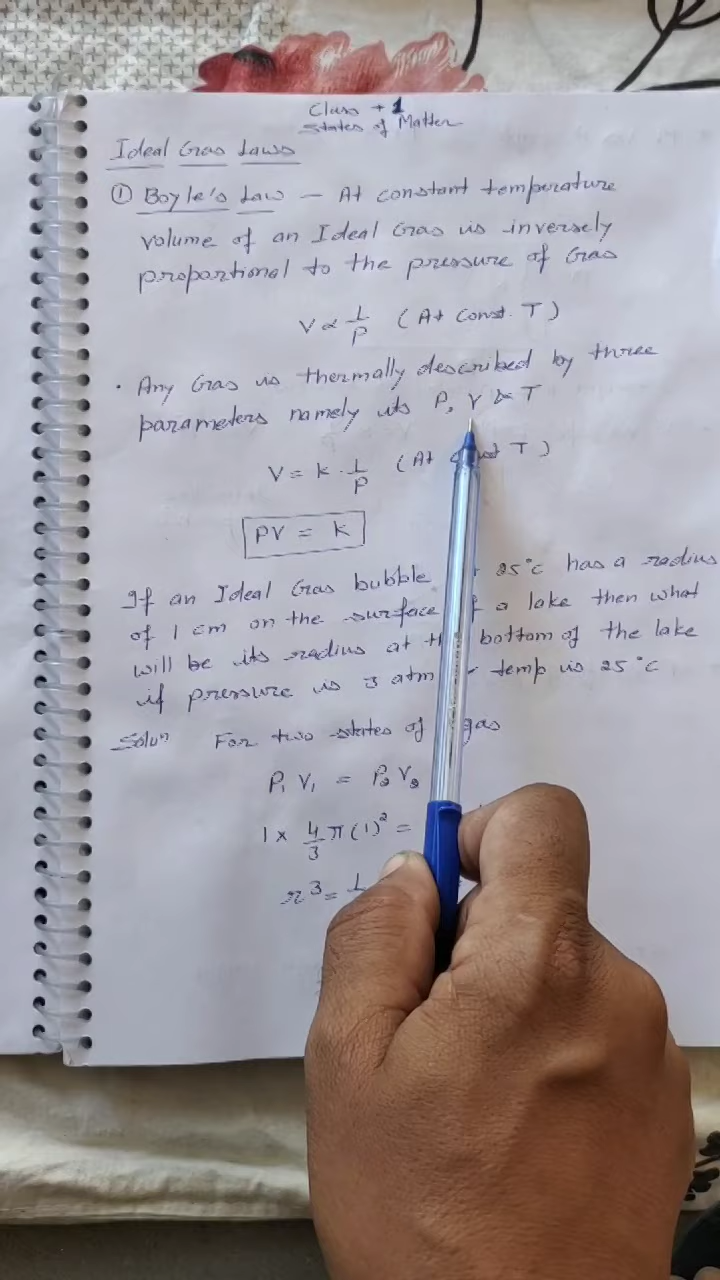 Class + 1
States of Matter
Ideal Gas Laws
① Boyle's Law — At constant temperature
volume of an Ideal Gas is inversely
proportional to the pressure of Gas
V ∝ 1/P (At Const. T)
• Any Gas is thermally described by three
parameters namely its P, V & T
V = k · 1/P (At T)
PV = k
If an Ideal Gas bubble 25°C has a radius
of 1 cm on the surface a lake then what
will be its radius at bottom of the lake
if pressure is 3 atm temp is 25°C
Soluⁿ For two states of gas
P₁ V₁ = P₂ V₂
1 × 4/3 π (1)² =
r³ = 1